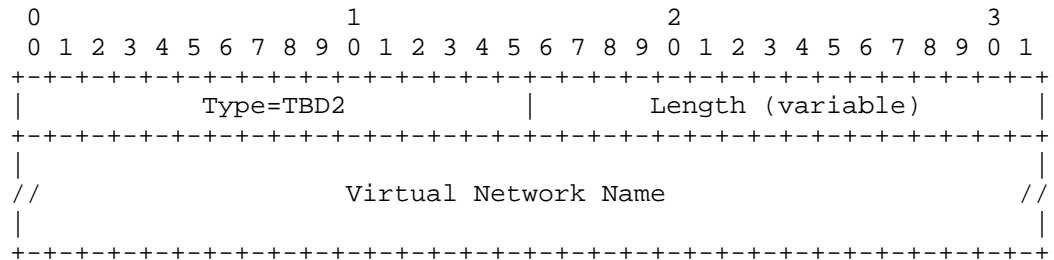 0                   1                   2                   3
 0 1 2 3 4 5 6 7 8 9 0 1 2 3 4 5 6 7 8 9 0 1 2 3 4 5 6 7 8 9 0 1
+-+-+-+-+-+-+-+-+-+-+-+-+-+-+-+-+-+-+-+-+-+-+-+-+-+-+-+-+-+-+-+-+
|           Type=TBD2           |       Length (variable)       |
+-+-+-+-+-+-+-+-+-+-+-+-+-+-+-+-+-+-+-+-+-+-+-+-+-+-+-+-+-+-+-+-+
|                                                               |
//                   Virtual Network Name                      //
|                                                               |
+-+-+-+-+-+-+-+-+-+-+-+-+-+-+-+-+-+-+-+-+-+-+-+-+-+-+-+-+-+-+-+-+